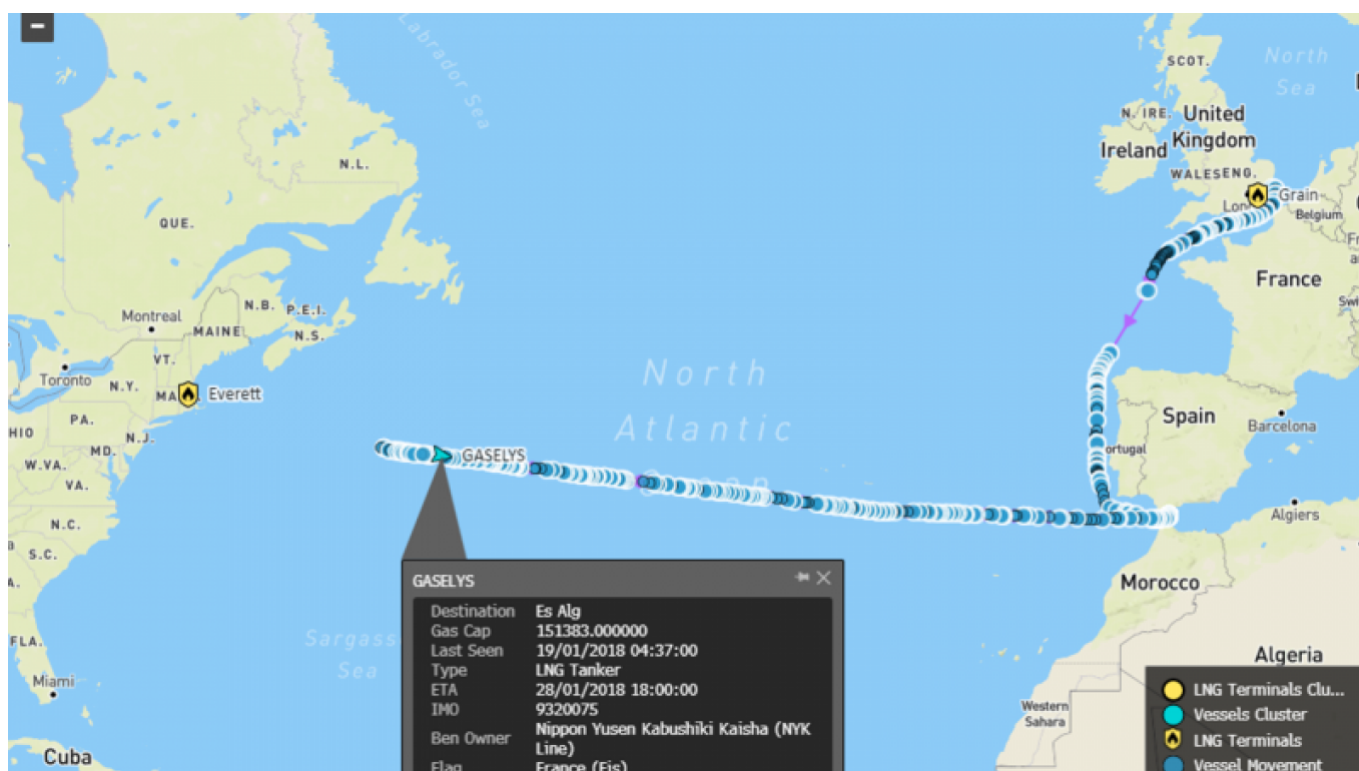 Labrador Sea
SCOT.
North
Sea
N. IRE.
United
Kingdom
Ireland
WALES
ENG.
N.L.
Grain
Belgium
QUE.
France
N.B.
P.E.I.
Montreal
MAINE
N.S.
VT.
Toronto
N.Y.
Everett
North
Atlantic
Spain
Barcelona
PA.
MD.
N.J.
W.VA.
VA.
GASELYS
N.C.
Algiers
S.C.
Morocco
FLA.
Miami
Sea
Western
Sahara
Algeria
Cuba
GASELYS
Destination Es Alg
Gas Cap 151383.000000
Last Seen 19/01/2018 04:37:00
Type LNG Tanker
ETA 28/01/2018 18:00:00
IMO 9320075
Ben Owner Nippon Yusen Kabushiki Kaisha (NYK
Line)
Flag France (Fis)
LNG Terminals Clu...
Vessels Cluster
LNG Terminals
Vessel Movement